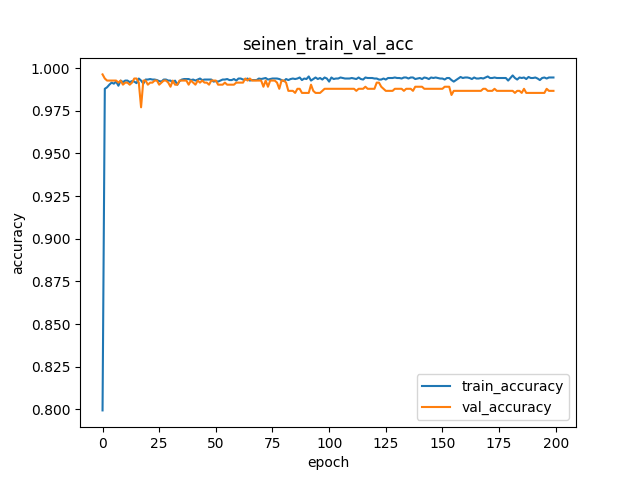 seinen_train_val_acc
accuracy
1.000
0.975
0.950
0.925
0.900
0.875
0.850
0.825
0.800
train_accuracy
val_accuracy
0 25 50 75 100 125 150 175 200
epoch